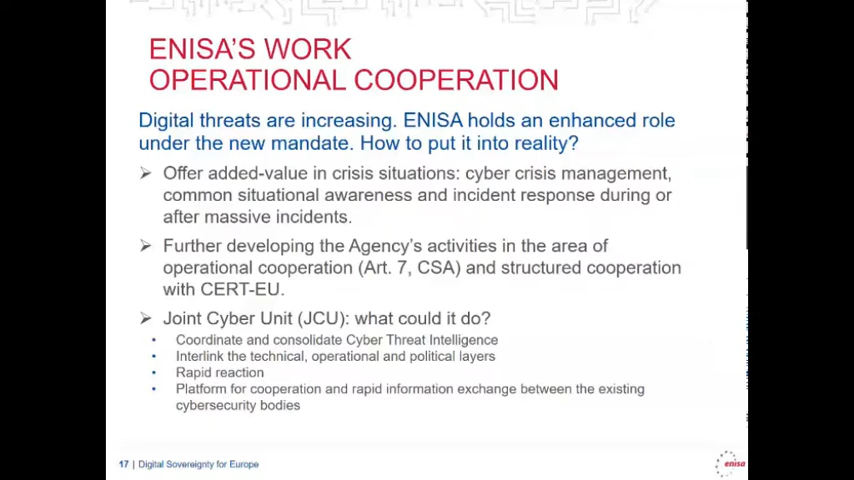 ENISA'S WORK
OPERATIONAL COOPERATION
Digital threats are increasing. ENISA holds an enhanced role
under the new mandate. How to put it into reality?
➢ Offer added-value in crisis situations: cyber crisis management,
common situational awareness and incident response during or
after massive incidents.
➢ Further developing the Agency's activities in the area of
operational cooperation (Art. 7, CSA) and structured cooperation
with CERT-EU.
➢ Joint Cyber Unit (JCU): what could it do?
• Coordinate and consolidate Cyber Threat Intelligence
• Interlink the technical, operational and political layers
• Rapid reaction
• Platform for cooperation and rapid information exchange between the existing
cybersecurity bodies
17 | Digital Sovereignty for Europe
enisa